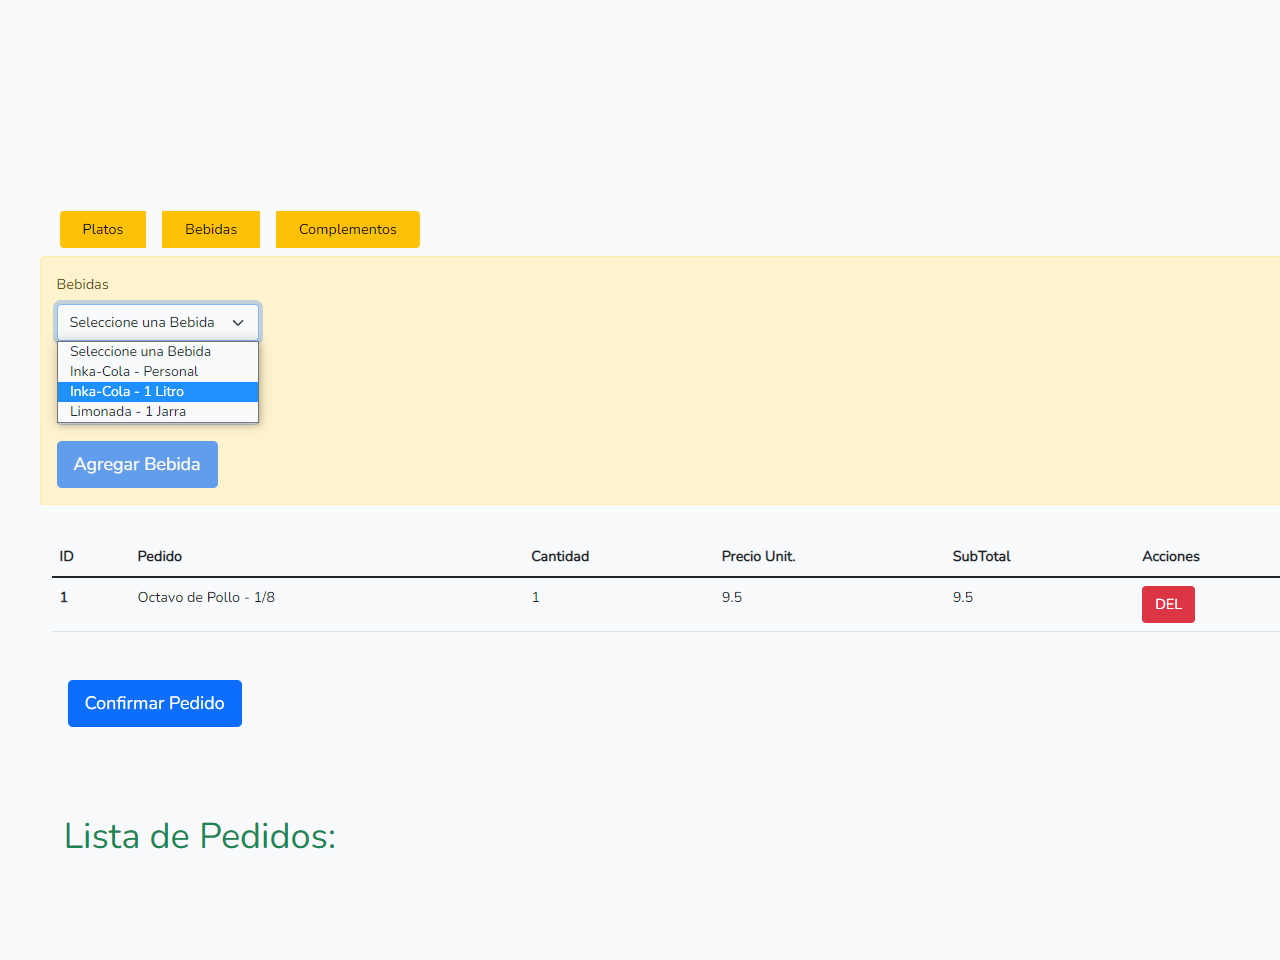 Platos Bebidas Complementos
Bebidas
Seleccione una Bebida
Seleccione una Bebida
Inka-Cola - Personal
Inka-Cola - 1 Litro
Limonada - 1 Jarra
Agregar Bebida
ID Pedido Cantidad Precio Unit. SubTotal Acciones
1 Octavo de Pollo - 1/8 1 9.5 9.5 DEL
Confirmar Pedido
Lista de Pedidos: